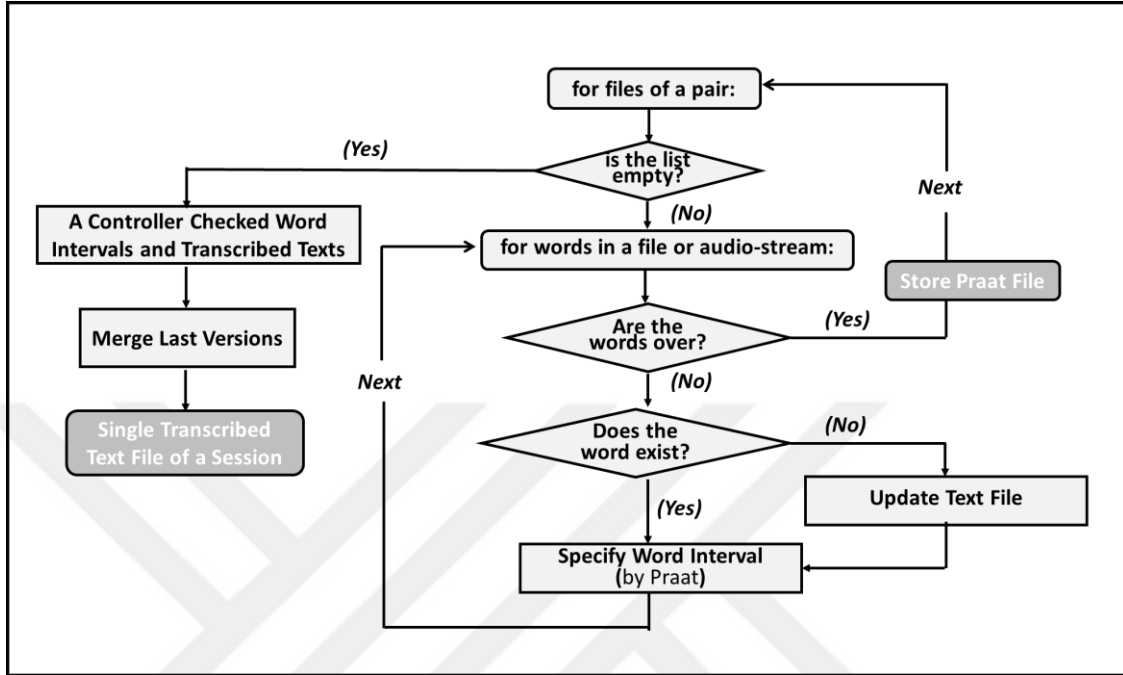 for files of a pair:
(Yes)
is the list
empty?
Next
(No)
A Controller Checked Word
Intervals and Transcribed Texts
for words in a file or audio-stream:
Store Praat File
Merge Last Versions
Are the
words over?
(Yes)
Next
(No)
Single Transcribed
Text File of a Session
Does the
word exist?
(No)
Update Text File
(Yes)
Specify Word Interval
(by Praat)